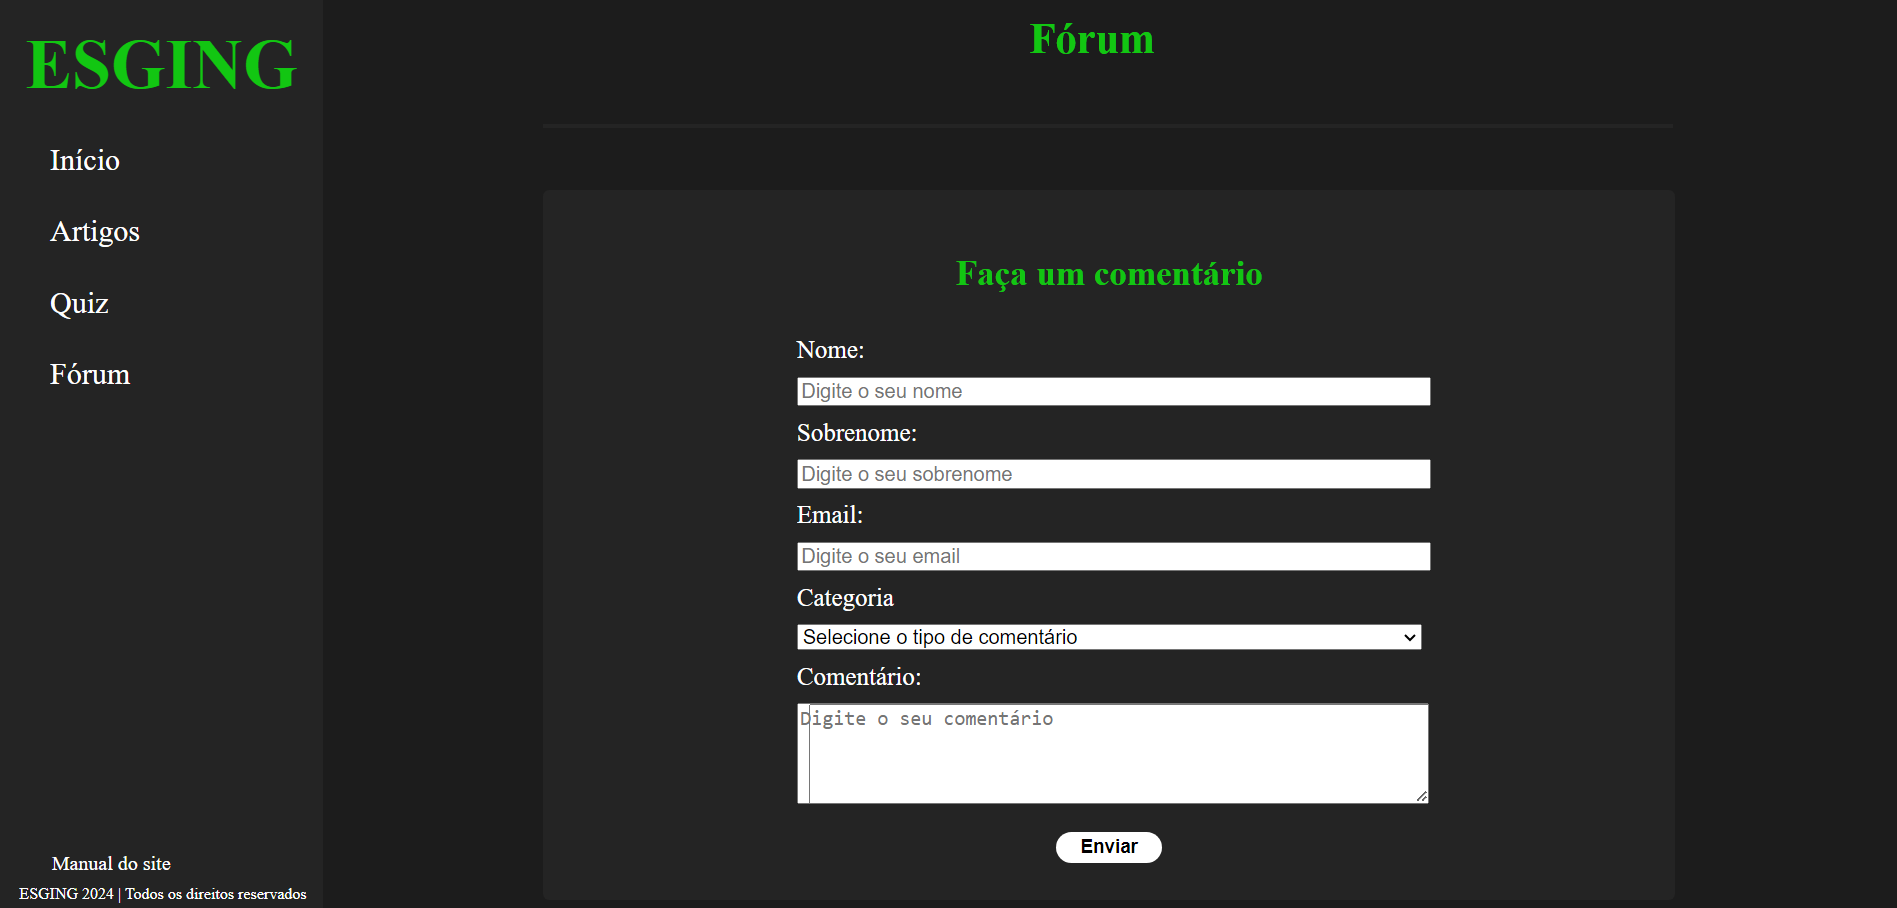 ESGING
Início
Artigos
Quiz
Fórum
Manual do site
ESGING 2024 | Todos os direitos reservados
Fórum
Faça um comentário
Nome:
Digite o seu nome
Sobrenome:
Digite o seu sobrenome
Email:
Digite o seu email
Categoria
Selecione o tipo de comentário
Comentário:
Digite o seu comentário
Enviar